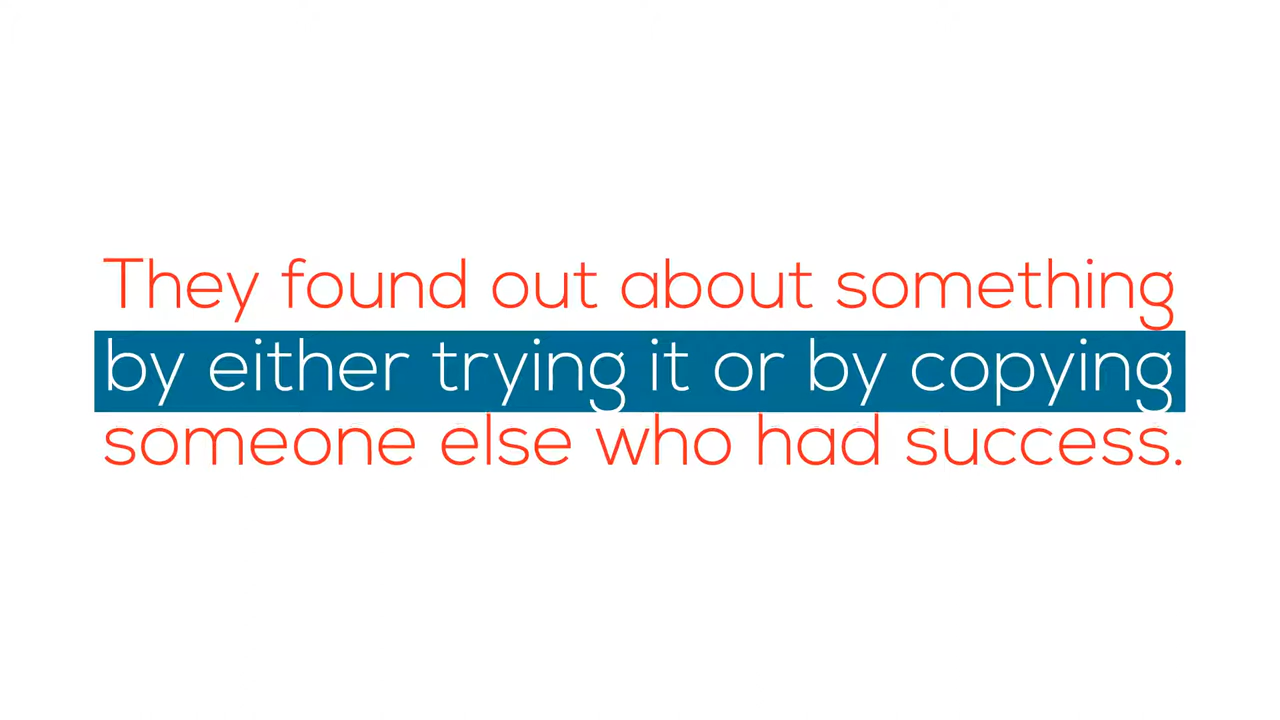 They found out about something
by either trying it or by copying
someone else who had success.